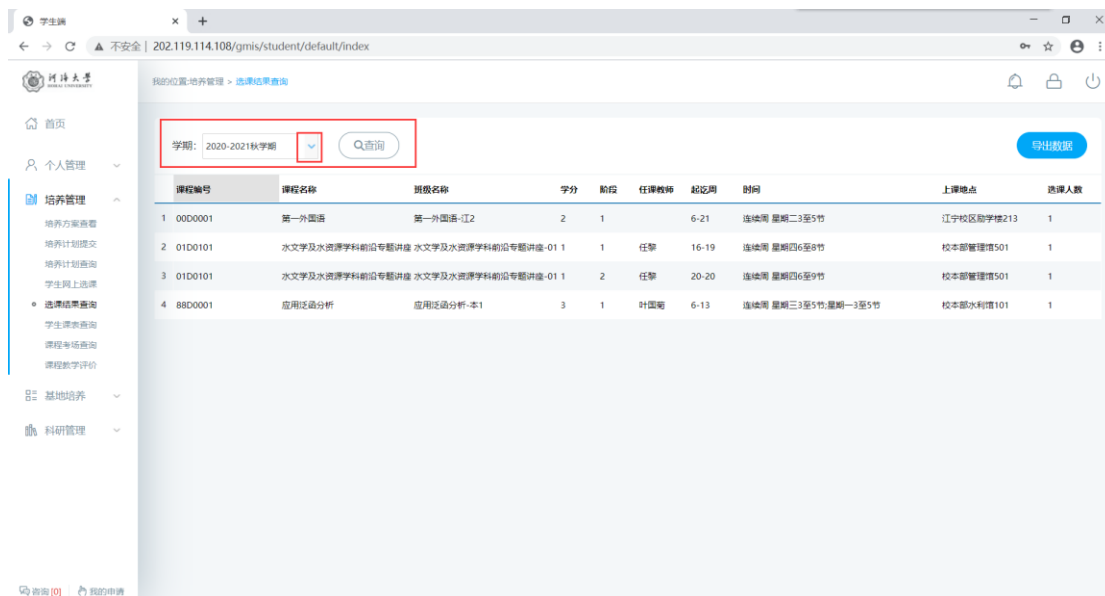 学生端
不安全 | 202.119.114.108/gmis/student/default/index
河海大学
HOHAI UNIVERSITY
我的位置:培养管理 > 选课结果查询
首页
个人管理
培养管理
培养方案查看
培养计划提交
培养计划查询
学生网上选课
选课结果查询
学生课表查询
课程考场查询
课程教学评价
基地培养
科研管理
咨询[0] 我的申请
学期: 2020-2021秋学期 查询
导出数据
课程编号 课程名称 班级名称 学分 阶段 任课教师 起讫周 时间 上课地点 选课人数
1 00D0001 第一外国语 第一外国语-江2 2 1 6-21 连续周 星期二3至5节 江宁校区励学楼213 1
2 01D0101 水文学及水资源学科前沿专题讲座 水文学及水资源学科前沿专题讲座-01 1 1 任黎 16-19 连续周 星期四6至8节 校本部管理馆501 1
3 01D0101 水文学及水资源学科前沿专题讲座 水文学及水资源学科前沿专题讲座-01 1 2 任黎 20-20 连续周 星期四6至9节 校本部管理馆501 1
4 88D0001 应用泛函分析 应用泛函分析-本1 3 1 叶国菊 6-13 连续周 星期三3至5节;星期一3至5节 校本部水利馆101 1